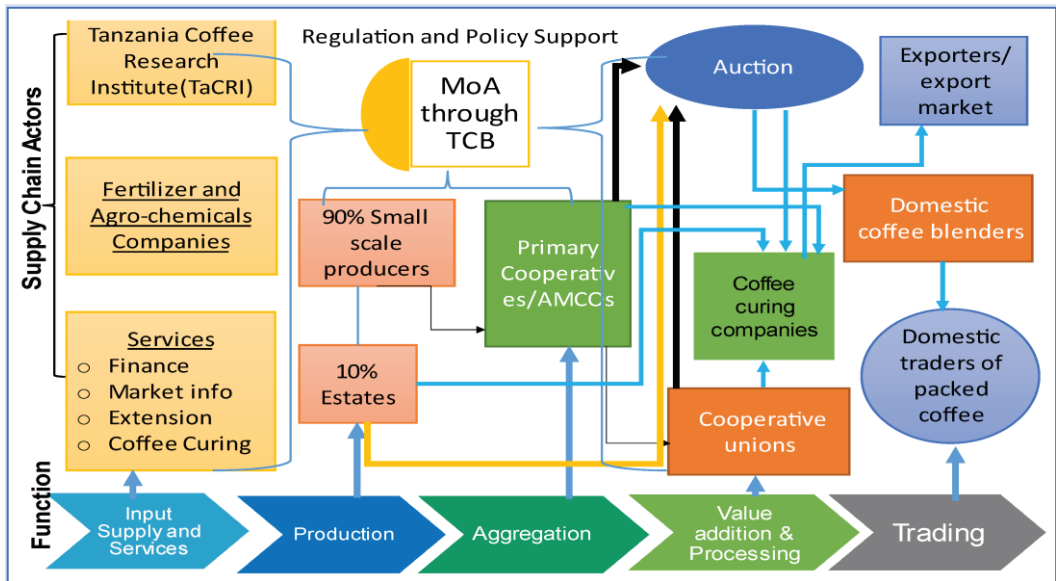 Supply Chain Actors
Function
Tanzania Coffee
Research
Institute(TaCRI)
Fertilizer and
Agro-chemicals
Companies
Services
o Finance
o Market info
o Extension
o Coffee Curing
Regulation and Policy Support
MoA
through
TCB
90% Small
scale
producers
10%
Estates
Primary
Cooperativ
es/AMCOs
Auction
Coffee
curing
companies
Cooperative
unions
Exporters/
export
market
Domestic
coffee blenders
Domestic
traders of
packed
coffee
Input
Supply and
Services
Production
Aggregation
Value
addition &
Processing
Trading